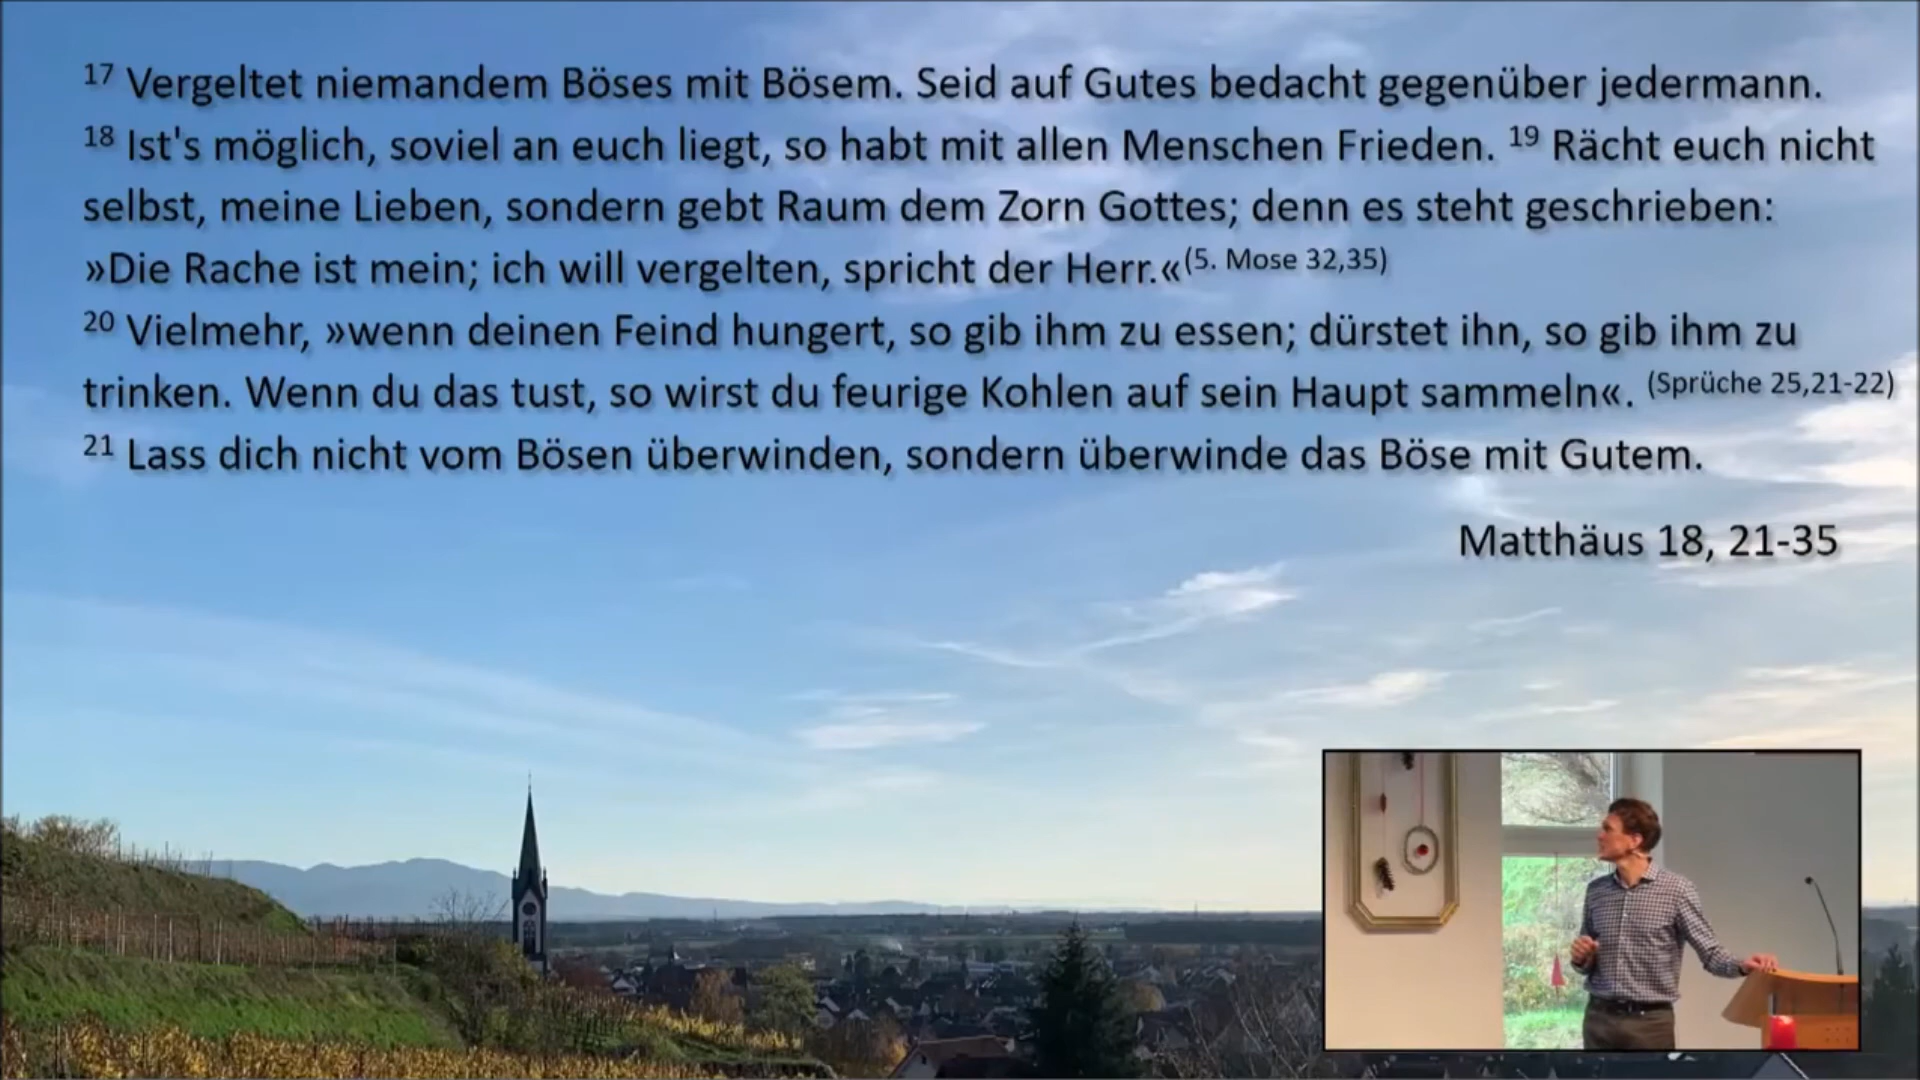 17 Vergeltet niemandem Böses mit Bösem. Seid auf Gutes bedacht gegenüber jedermann.
18 Ist's möglich, soviel an euch liegt, so habt mit allen Menschen Frieden. 19 Rächt euch nicht
selbst, meine Lieben, sondern gebt Raum dem Zorn Gottes; denn es steht geschrieben:
»Die Rache ist mein; ich will vergelten, spricht der Herr.«(5. Mose 32,35)
20 Vielmehr, »wenn deinen Feind hungert, so gib ihm zu essen; dürstet ihn, so gib ihm zu
trinken. Wenn du das tust, so wirst du feurige Kohlen auf sein Haupt sammeln«. (Sprüche 25,21-22)
21 Lass dich nicht vom Bösen überwinden, sondern überwinde das Böse mit Gutem.
Matthäus 18, 21-35